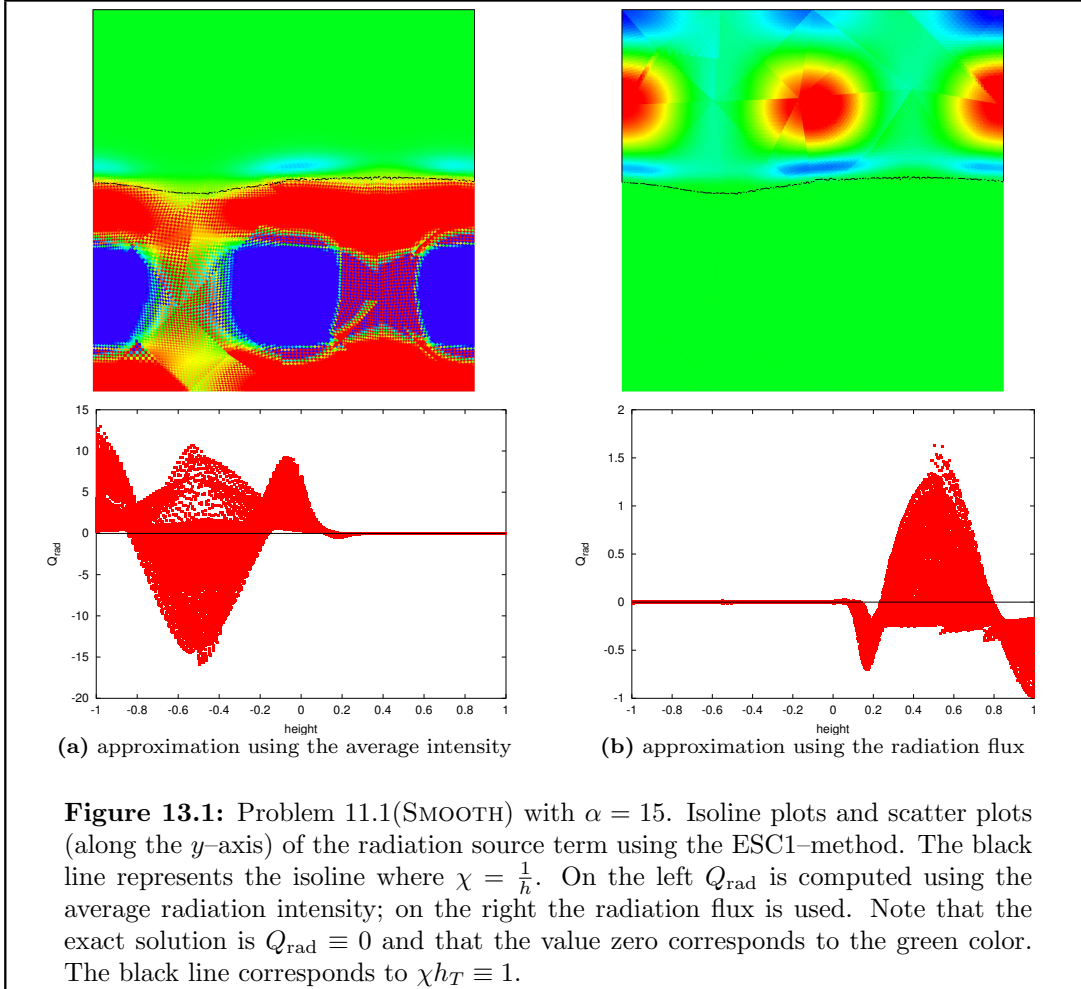 15
10
5
0
-5
-10
-15
-20
Q_rad
-1 -0.8 -0.6 -0.4 -0.2 0 0.2 0.4 0.6 0.8 1
height
(a) approximation using the average intensity
2
1.5
1
0.5
0
-0.5
-1
Q_rad
-1 -0.8 -0.6 -0.4 -0.2 0 0.2 0.4 0.6 0.8 1
height
(b) approximation using the radiation flux
Figure 13.1: Problem 11.1(SMOOTH) with α = 15. Isoline plots and scatter plots
(along the y–axis) of the radiation source term using the ESC1–method. The black
line represents the isoline where χ = 1/h. On the left Q_rad is computed using the
average radiation intensity; on the right the radiation flux is used. Note that the
exact solution is Q_rad ≡ 0 and that the value zero corresponds to the green color.
The black line corresponds to χh_T ≡ 1.